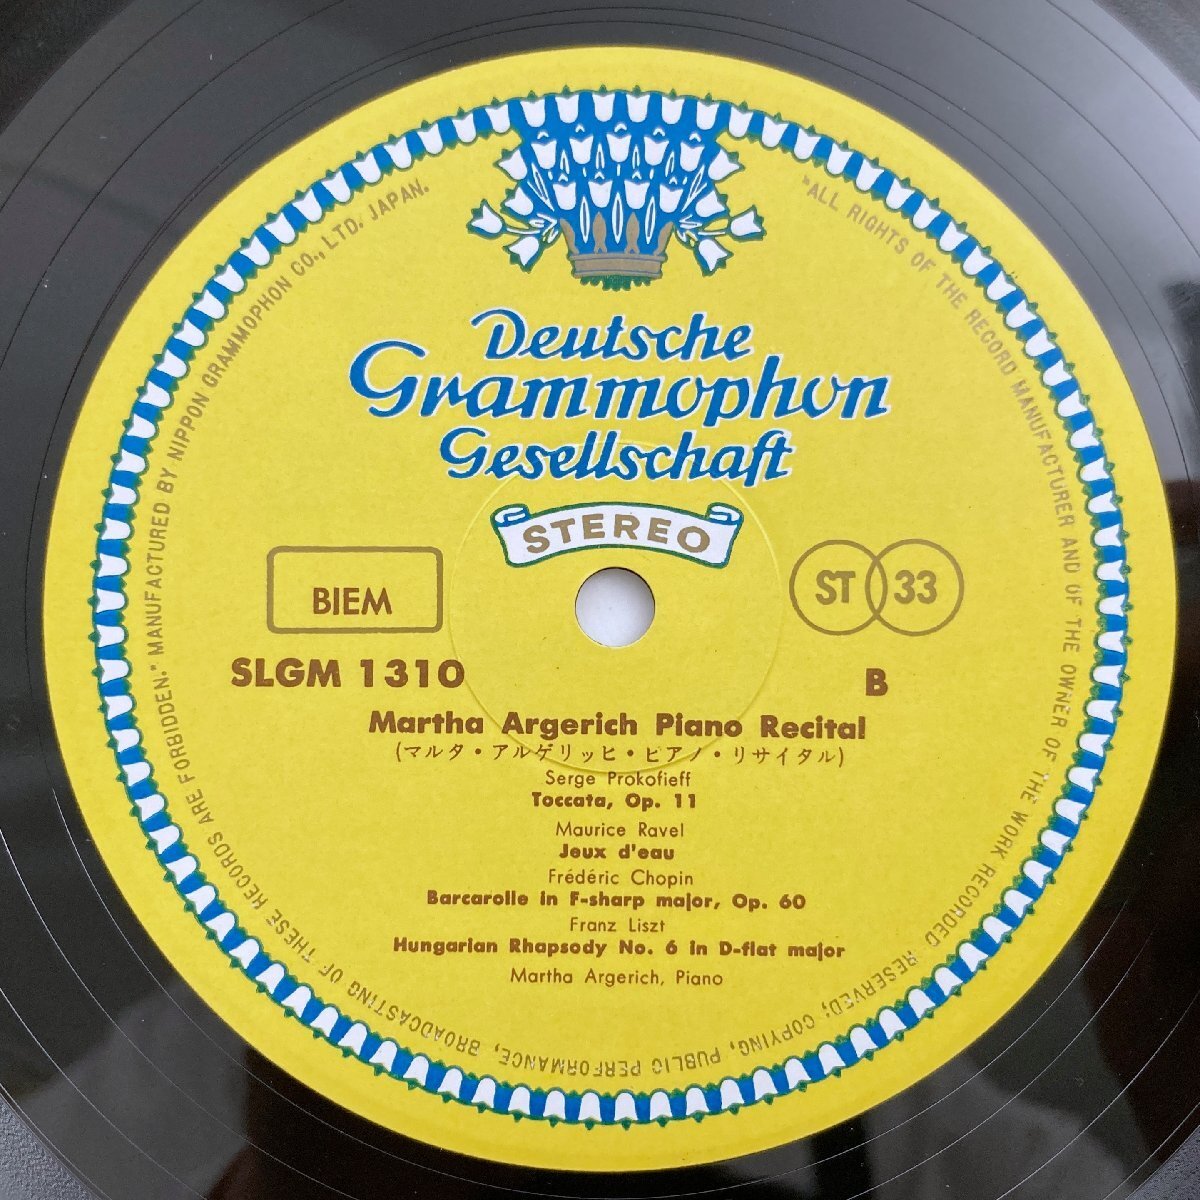 Deutsche
Grammophon
Gesellschaft
STEREO
BIEM
ST 33
SLGM 1310
B
Martha Argerich Piano Recital
(マルタ・アルゲリッヒ・ピアノ・リサイタル)
Serge Prokofieff
Toccata, Op. 11
Maurice Ravel
Jeux d'eau
Frédéric Chopin
Barcarolle in F-sharp major, Op. 60
Franz Liszt
Hungarian Rhapsody No. 6 in D-flat major
Martha Argerich, Piano
"ALL RIGHTS OF THE RECORD MANUFACTURER AND OF THE OWNER OF THE WORK RECORDED RESERVED; COPYING, PUBLIC PERFORMANCE, BROADCASTING OF THESE RECORDS ARE FORBIDDEN." MANUFACTURED BY NIPPON GRAMMOPHON CO., LTD. JAPAN.